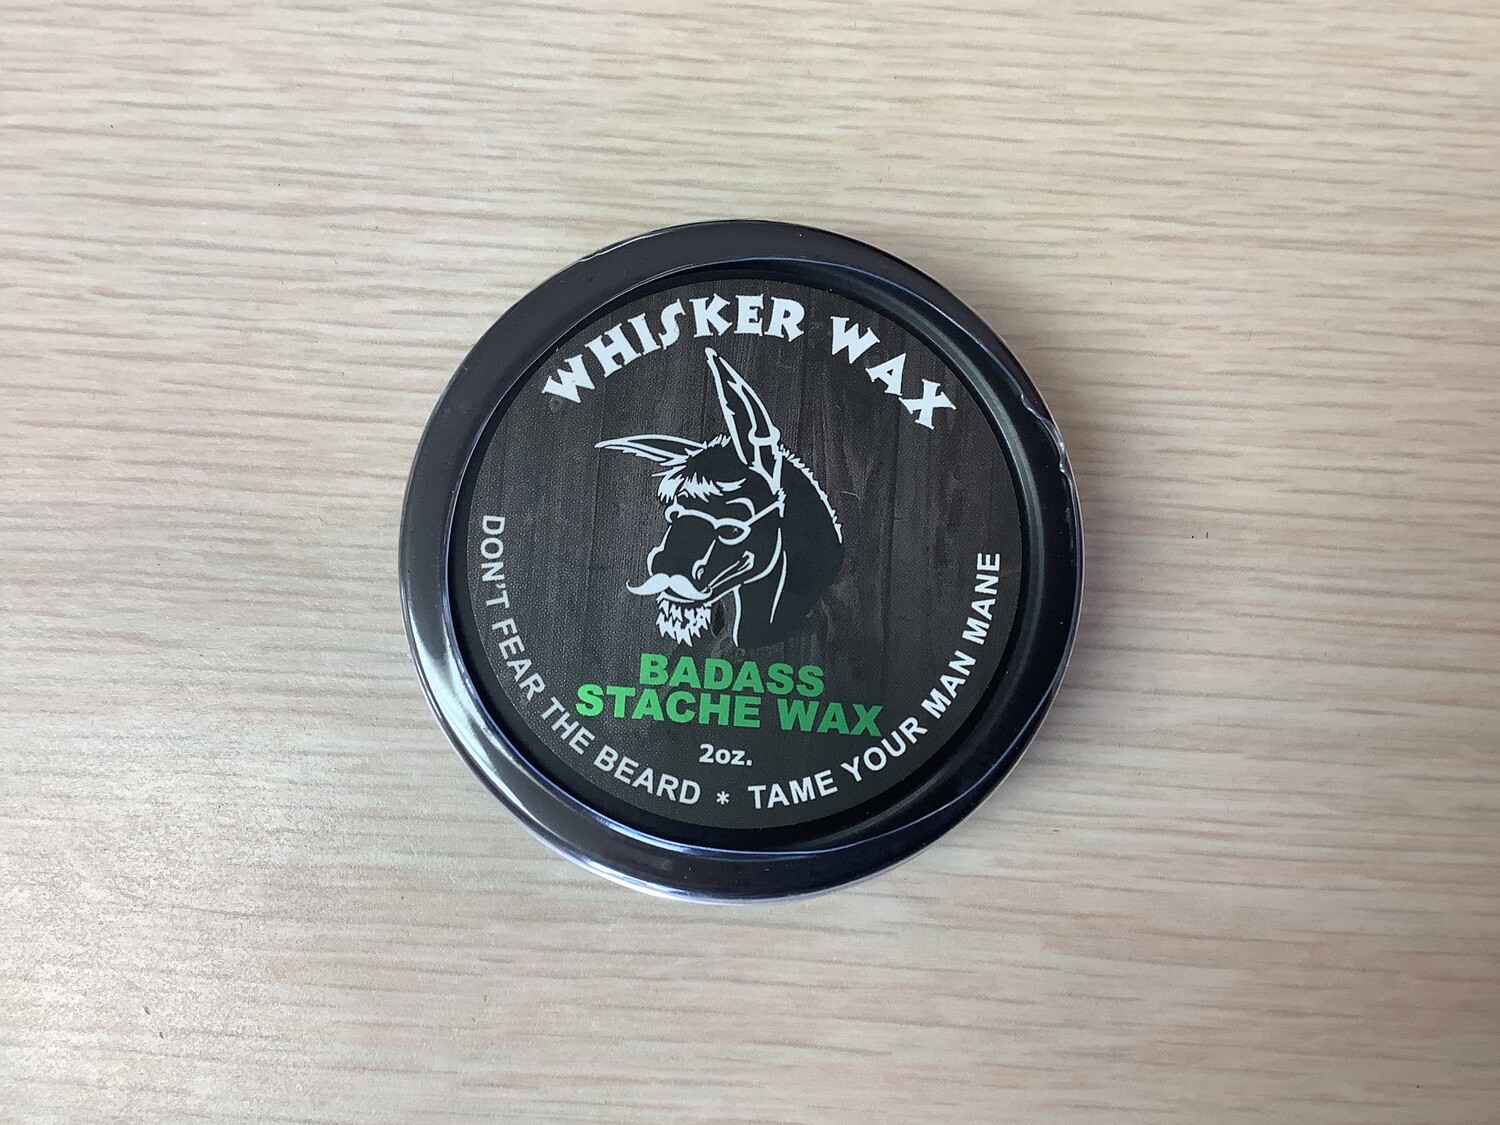 WHISKER WAX
BADASS
STACHE WAX
2oz.
DON'T FEAR THE BEARD * TAME YOUR MAN MANE